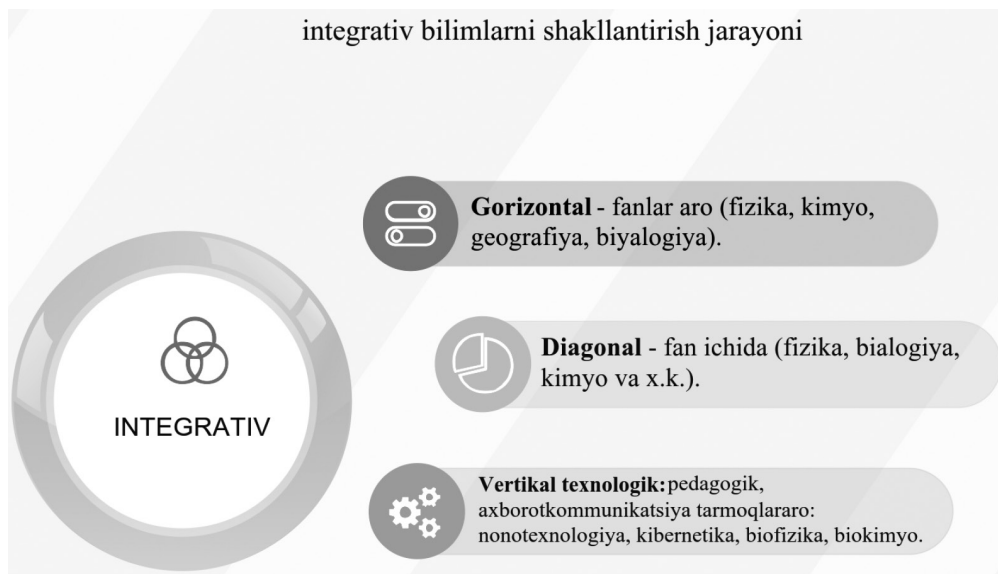 integrativ bilimlarni shakllantirish jarayoni
Gorizontal - fanlar aro (fizika, kimyo,
geografiya, biyalogiya).
Diagonal - fan ichida (fizika, bialogiya,
kimyo va x.k.).
INTEGRATIV
Vertikal texnologik: pedagogik,
axborotkommunikatsiya tarmoqlararo:
nonotexnologiya, kibernetika, biofizika, biokimyo.